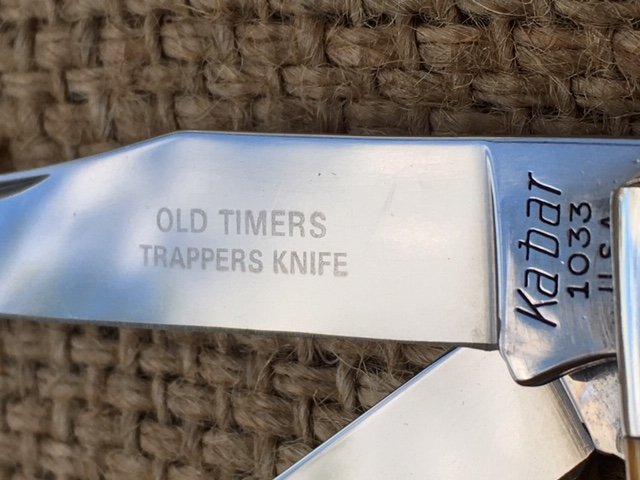 OLD TIMERS
TRAPPERS KNIFE
Kabar
1033
U.S.A